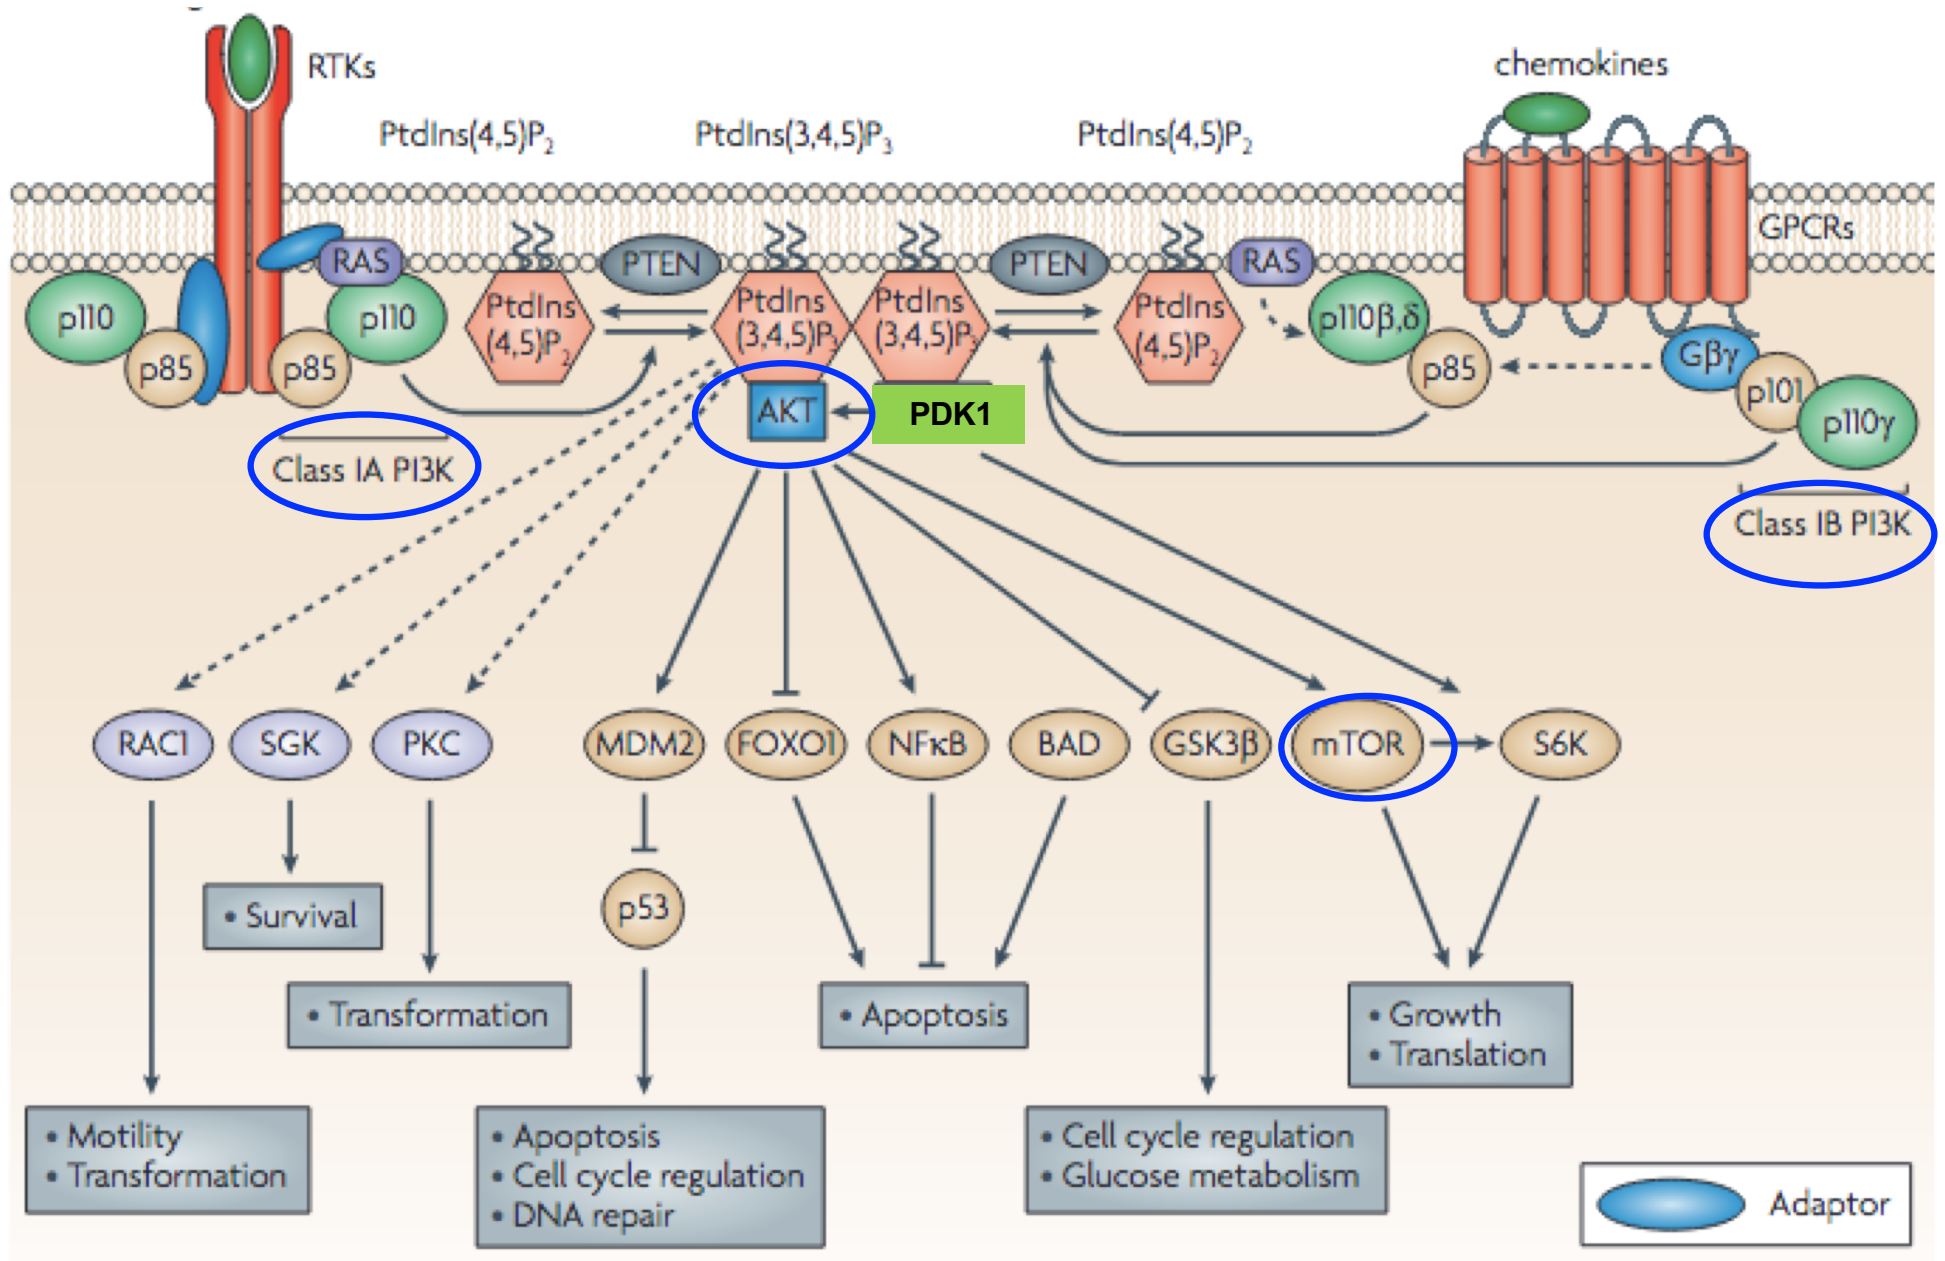 RTKs
chemokines
PtdIns(4,5)P₂
PtdIns(3,4,5)P₃
PtdIns(4,5)P₂
GPCRs
RAS
PTEN
PTEN
RAS
p110
p85
p85
p110
PtdIns
(4,5)P₂
PtdIns
(3,4,5)P₃
PtdIns
(3,4,5)P₃
PtdIns
(4,5)P₂
p110β,δ
p85
Gβγ
p101
p110γ
AKT
PDK1
Class IA PI3K
Class IB PI3K
RAC1
SGK
PKC
MDM2
FOXO1
NFκB
BAD
GSK3β
mTOR
S6K
p53
• Survival
• Transformation
• Apoptosis
• Growth
• Translation
• Motility
• Transformation
• Apoptosis
• Cell cycle regulation
• DNA repair
• Cell cycle regulation
• Glucose metabolism
Adaptor